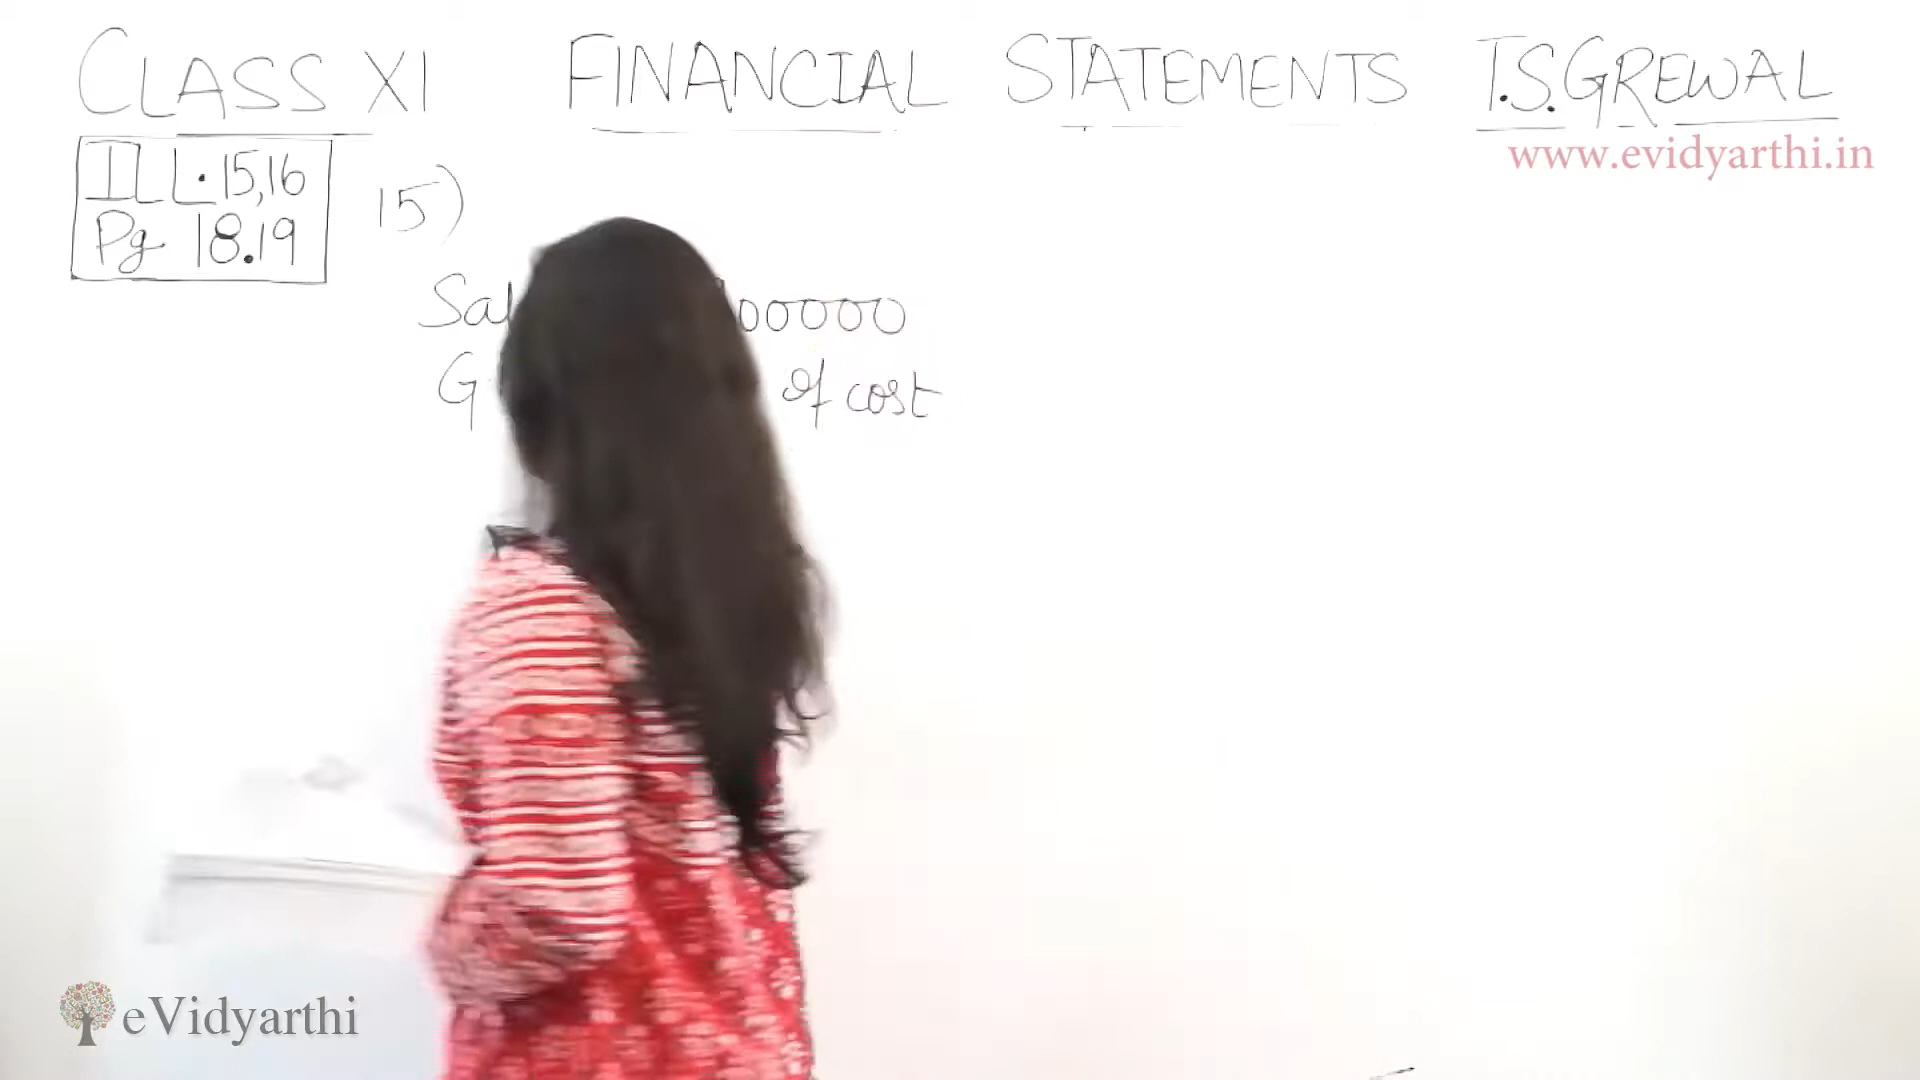 CLASS XI FINANCIAL STATEMENTS T.S.GREWAL
www.evidyarthi.in
ILL.15,16
Pg 18.19
15)
Sal 00000
G of cost
eVidyarthi